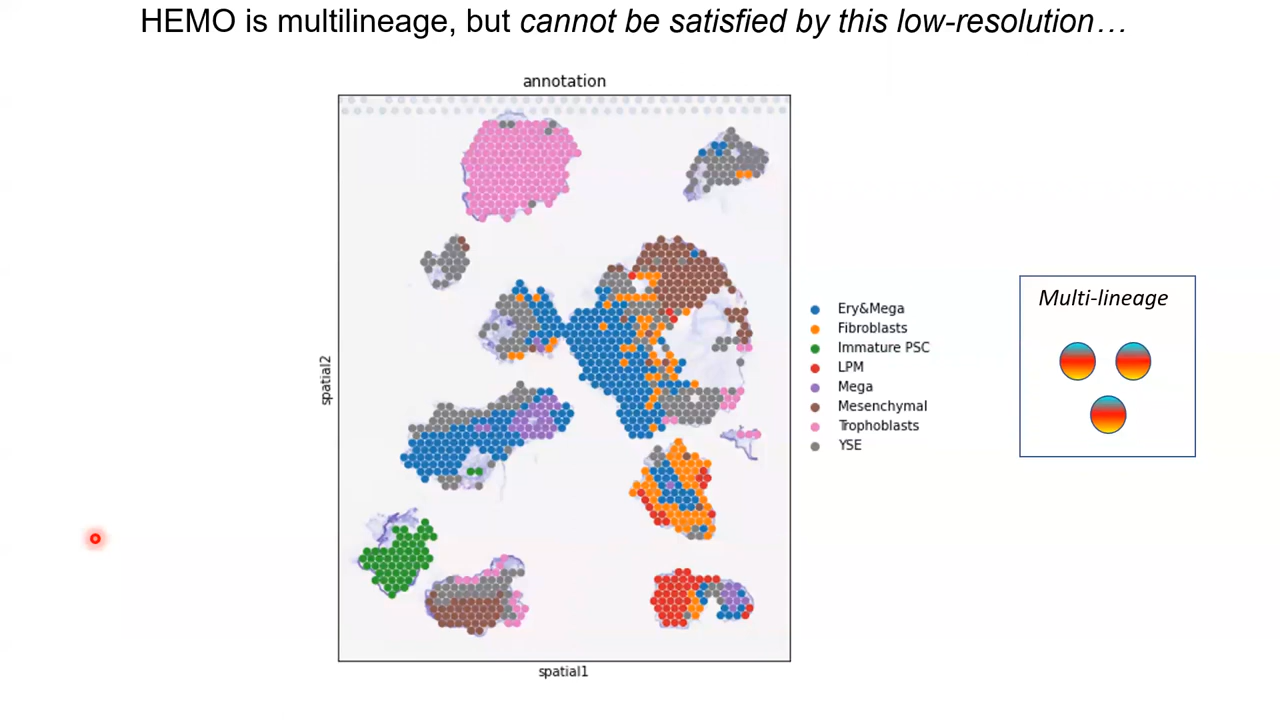 HEMO is multilineage, but cannot be satisfied by this low-resolution…
annotation
spatial2
spatial1
Ery&Mega
Fibroblasts
Immature PSC
LPM
Mega
Mesenchymal
Trophoblasts
YSE
Multi-lineage